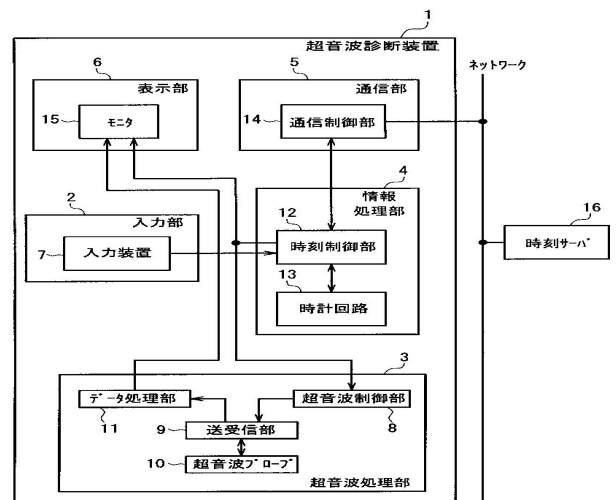 1
超音波診断装置
6
表示部
15
モニタ
5
通信部
14
通信制御部
ネットワーク
4
情報
処理部
12
時刻制御部
13
時計回路
2
入力部
7
入力装置
16
時刻サーバ
3
データ処理部
11
超音波制御部
8
9
送受信部
10
超音波プローブ
超音波処理部